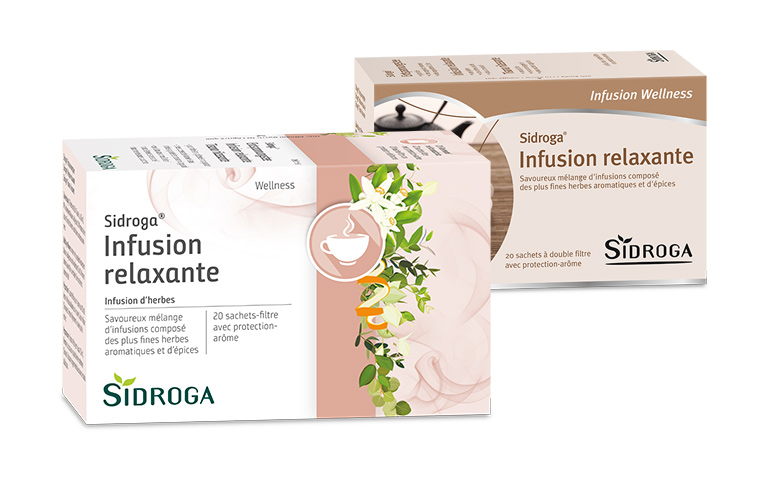 Wellness
Sidroga®
Infusion
relaxante
Infusion d'herbes
Savoureux mélange
d'infusions composé
des plus fines herbes
aromatiques et d'épices
20 sachets-filtre
avec protection-
arôme
SIDROGA
SIDROGA
Infusion Wellness
Sidroga®
Infusion relaxante
Savoureux mélange d'infusions composé
des plus fines herbes aromatiques et d'épices
20 sachets à double filtre
avec protection-arôme
SIDROGA